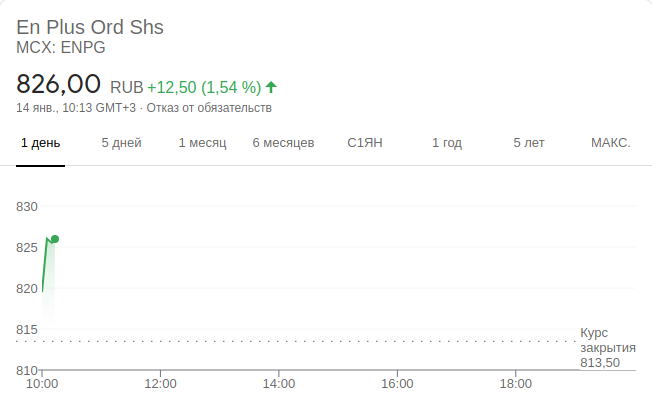 En Plus Ord Shs
MCX: ENPG
826,00 RUB +12,50 (1,54 %)
14 янв., 10:13 GMT+3 · Отказ от обязательств
1 день 5 дней 1 месяц 6 месяцев С1ЯН 1 год 5 лет МАКС.
830
825
820
815
810
Курс
закрытия
813,50
10:00 12:00 14:00 16:00 18:00